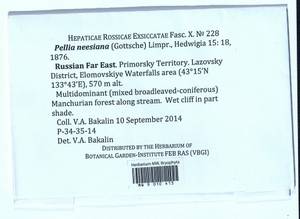 HEPATICAE ROSSICAE EXSICCATAE FASC. X. № 228
Pellia neesiana (Gottsche) Limpr., Hedwigia 15: 18,
1876.
Russian Far East. Primorsky Territory. Lazovsky
District, Elomovskiye Waterfalls area (43°15'N
133°43'E), 570 m alt.
Multidominant (mixed broadleaved-coniferous)
Manchurian forest along stream. Wet cliff in part
shade.
Coll. V.A. Bakalin 10 September 2014
P-34-35-14
Det. V.A. Bakalin
DISTRIBUTED BY THE HERBARIUM OF
BOTANICAL GARDEN-INSTITUTE FEB RAS (VBGI)
Herbarium MW, Bryophyta